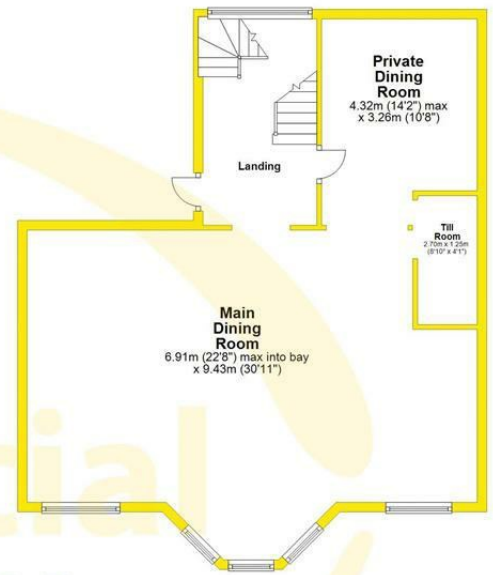 Private
Dining
Room
4.32m (14'2") max
x 3.26m (10'8")
Landing
Till
Room
2.70m x 1.25m
(8'10" x 4'1")
Main
Dining
Room
6.91m (22'8") max into bay
x 9.43m (30'11")
cial